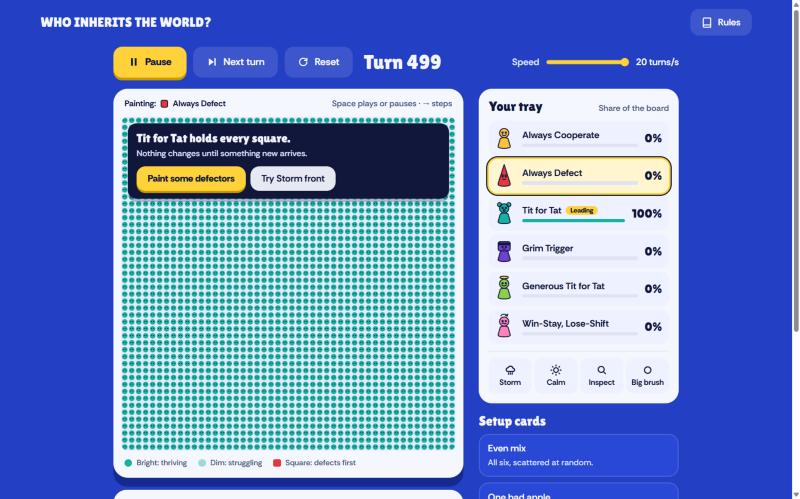 WHO INHERITS THE WORLD?
Rules
Pause
Next turn
Reset
Turn 499
Speed
20 turns/s
Painting: Always Defect
Space plays or pauses · → steps
Tit for Tat holds every square.
Nothing changes until something new arrives.
Paint some defectors
Try Storm front
Bright: thriving
Dim: struggling
Square: defects first
Your tray
Share of the board
Always Cooperate
0%
Always Defect
0%
Tit for Tat
Leading
100%
Grim Trigger
0%
Generous Tit for Tat
0%
Win-Stay, Lose-Shift
0%
Storm
Calm
Inspect
Big brush
Setup cards
Even mix
All six, scattered at random.
One bad apple